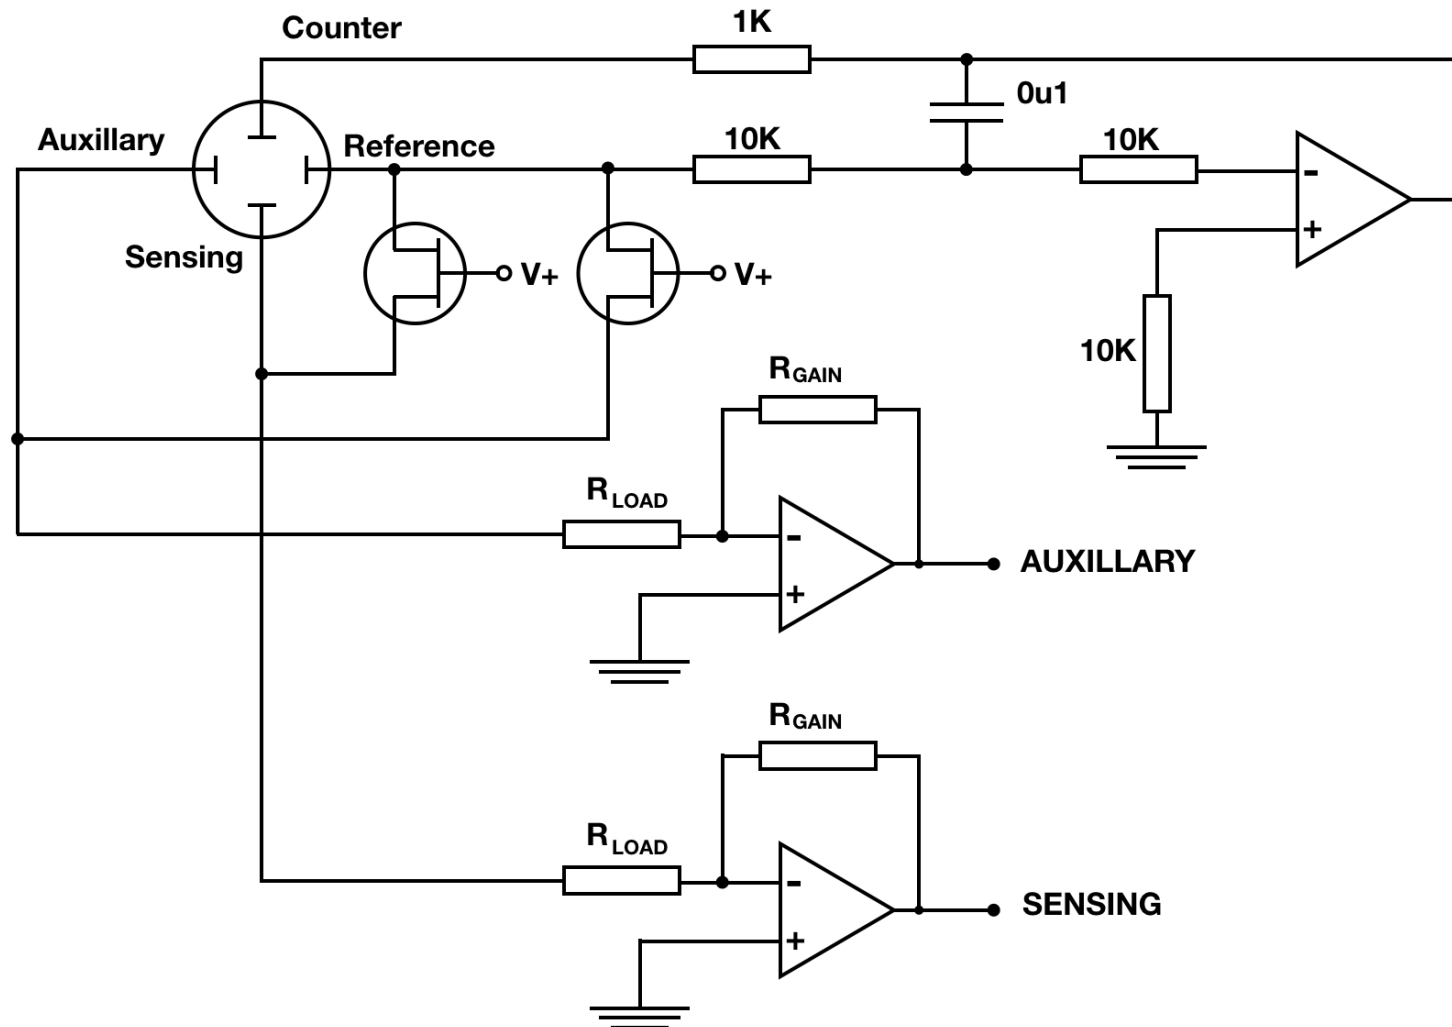 Counter
1K
0u1
Auxillary
Reference
10K
10K
-
+
Sensing
V+
V+
10K
RGAIN
RLOAD
-
+
AUXILLARY
RGAIN
RLOAD
-
+
SENSING